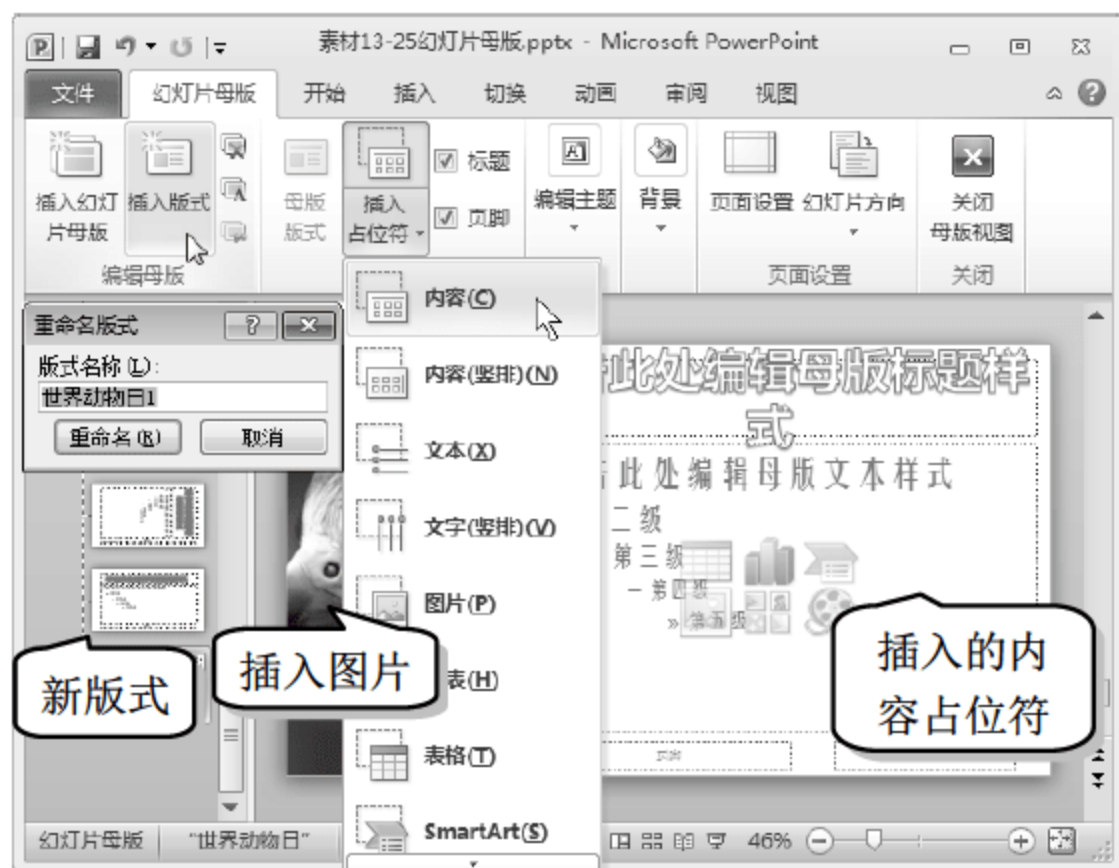 素材13-25幻灯片母版.pptx - Microsoft PowerPoint
文件 幻灯片母版 开始 插入 切换 动画 审阅 视图
插入幻灯
片母版
插入版式
编辑母版
母版
版式
插入
占位符
标题
页脚
编辑主题
背景
页面设置
幻灯片方向
页面设置
关闭
母版视图
关闭
重命名版式
版式名称(L):
世界动物日1
重命名(R) 取消
内容(C)
内容(竖排)(N)
文本(X)
文字(竖排)(V)
图片(P)
表(H)
表格(T)
SmartArt(S)
此处编辑母版标题样
式
此处编辑母版文本样式
二级
第三级
– 第四级
» 第五级
页脚
新版式
插入图片
插入的内
容占位符
幻灯片母版 "世界动物日" 46%